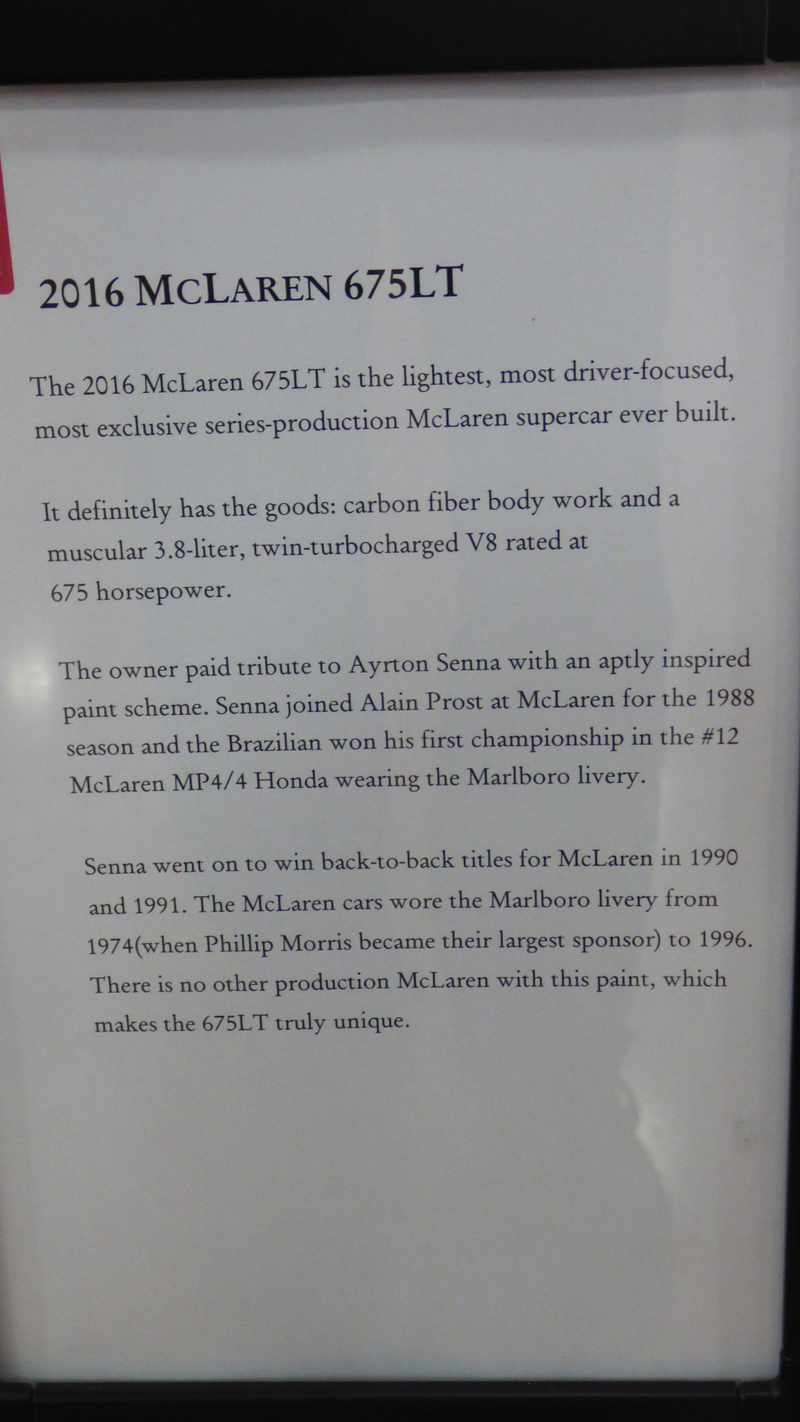 2016 McLaren 675LT
The 2016 McLaren 675LT is the lightest, most driver-focused,
most exclusive series-production McLaren supercar ever built.
It definitely has the goods: carbon fiber body work and a
muscular 3.8-liter, twin-turbocharged V8 rated at
675 horsepower.
The owner paid tribute to Ayrton Senna with an aptly inspired
paint scheme. Senna joined Alain Prost at McLaren for the 1988
season and the Brazilian won his first championship in the #12
McLaren MP4/4 Honda wearing the Marlboro livery.
Senna went on to win back-to-back titles for McLaren in 1990
and 1991. The McLaren cars wore the Marlboro livery from
1974(when Phillip Morris became their largest sponsor) to 1996.
There is no other production McLaren with this paint, which
makes the 675LT truly unique.